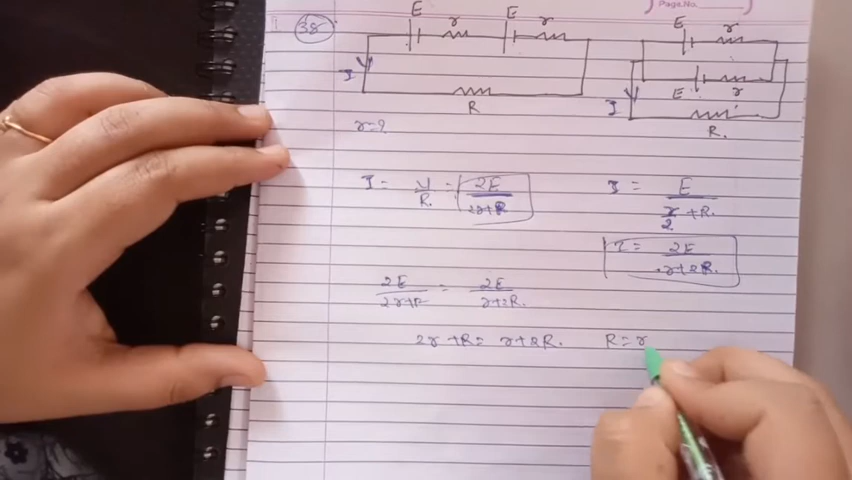 Page No.
38
E r E r
E r
I
E r
R
I
R.
r=?
I = V/R. = 2E/2r+R
I = E/r/2 +R.
I = 2E/r+2R.
2E/2r+R = 2E/r+2R.
2r+R= r+2R. R=r